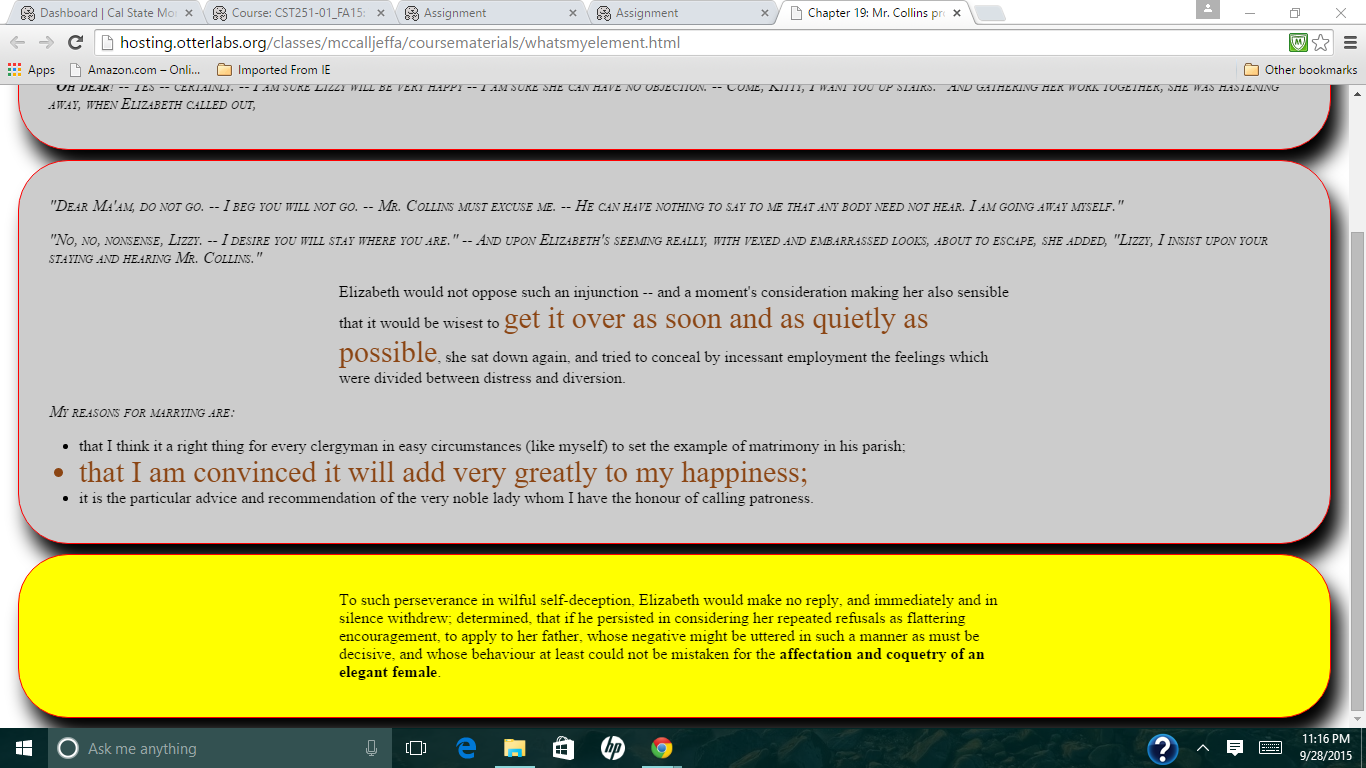 Dashboard | Cal State Mo
Course: CST251-01_FA15:
Assignment
Assignment
Chapter 19: Mr. Collins pr
hosting.otterlabs.org/classes/mccalljeffa/coursematerials/whatsmyelement.html
Apps
Amazon.com – Onli...
Imported From IE
Other bookmarks
"Oh dear! -- Yes -- certainly. -- I am sure Lizzy will be very happy -- I am sure she can have no objection. -- Come, Kitty, I want you up stairs." And gathering her work together, she was hastening
away, when Elizabeth called out,
"Dear Ma'am, do not go. -- I beg you will not go. -- Mr. Collins must excuse me. -- He can have nothing to say to me that any body need not hear. I am going away myself."
"No, no, nonsense, Lizzy. -- I desire you will stay where you are." -- And upon Elizabeth's seeming really, with vexed and embarrassed looks, about to escape, she added, "Lizzy, I insist upon your
staying and hearing Mr. Collins."
Elizabeth would not oppose such an injunction -- and a moment's consideration making her also sensible
that it would be wisest to get it over as soon and as quietly as
possible, she sat down again, and tried to conceal by incessant employment the feelings which
were divided between distress and diversion.
My reasons for marrying are:
that I think it a right thing for every clergyman in easy circumstances (like myself) to set the example of matrimony in his parish;
that I am convinced it will add very greatly to my happiness;
it is the particular advice and recommendation of the very noble lady whom I have the honour of calling patroness.
To such perseverance in wilful self-deception, Elizabeth would make no reply, and immediately and in
silence withdrew; determined, that if he persisted in considering her repeated refusals as flattering
encouragement, to apply to her father, whose negative might be uttered in such a manner as must be
decisive, and whose behaviour at least could not be mistaken for the affectation and coquetry of an
elegant female.
Ask me anything
hp
?
11:16 PM
9/28/2015